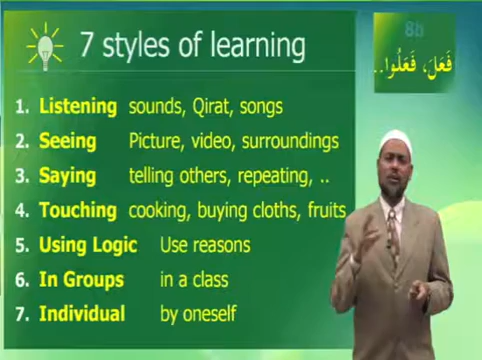 7 styles of learning
8b
فَعَلَ، فَعَلُوا..
1. Listening sounds, Qirat, songs
2. Seeing Picture, video, surroundings
3. Saying telling others, repeating, ..
4. Touching cooking, buying cloths, fruits
5. Using Logic Use reasons
6. In Groups in a class
7. Individual by oneself